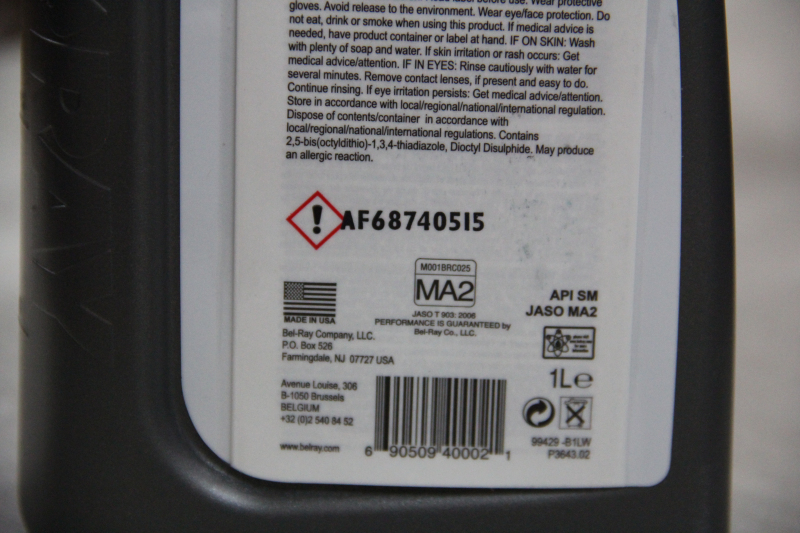 label before use. Wear protective
gloves. Avoid release to the environment. Wear eye/face protection. Do
not eat, drink or smoke when using this product. If medical advice is
needed, have product container or label at hand. IF ON SKIN: Wash
with plenty of soap and water. If skin irritation or rash occurs: Get
medical advice/attention. IF IN EYES: Rinse cautiously with water for
several minutes. Remove contact lenses, if present and easy to do.
Continue rinsing. If eye irritation persists: Get medical advice/attention.
Store in accordance with local/regional/national/international regulation.
Dispose of contents/container in accordance with
local/regional/national/international regulations. Contains
2,5-bis(octyldithio)-1,3,4-thiadiazole, Dioctyl Disulphide. May produce
an allergic reaction.
! AF68740515
M001BRC025
MA2
JASO T 903: 2006
PERFORMANCE IS GUARANTEED by
Bel-Ray Co., LLC.
API SM
JASO MA2
MADE IN USA
Bel-Ray Company, LLC.
P.O. Box 526
Farmingdale, NJ 07727 USA
1L℮
Avenue Louise, 306
B-1050 Brussels
BELGIUM
+32 (0)2 540 84 52
www.belray.com
6 90509 40002 1
99429 -B1LW
P3643.02